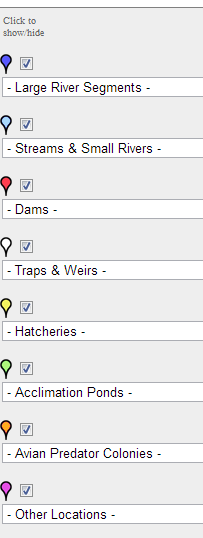 Click to
show/hide
- Large River Segments -
- Streams & Small Rivers -
- Dams -
- Traps & Weirs -
- Hatcheries -
- Acclimation Ponds -
- Avian Predator Colonies -
- Other Locations -